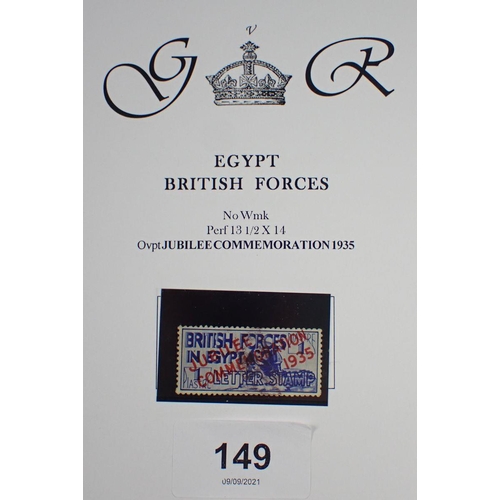 G V R
EGYPT
BRITISH FORCES
No Wmk
Perf 13 1/2 X 14
Ovpt JUBILEE COMMEMORATION 1935
BRITISH FORCES
IN EGYPT
1
JUBILEE
COMMEMORATION
1935
LETTER STAMP
149
09/09/2021